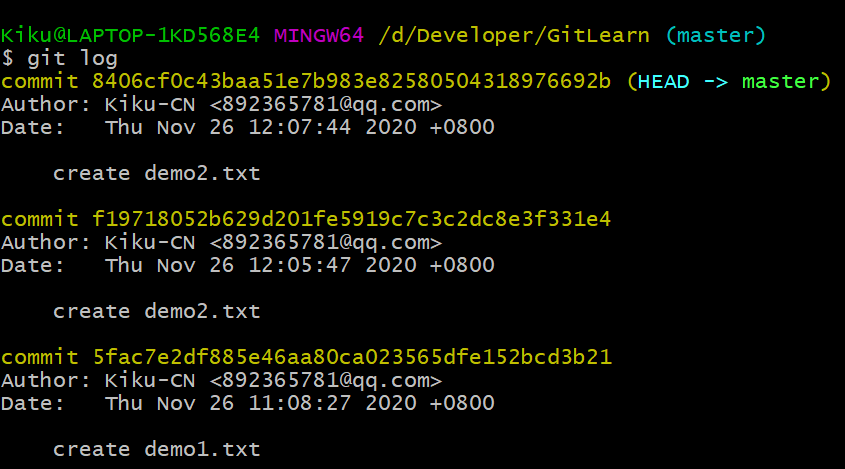 Kiku@LAPTOP-1KD568E4 MINGW64 /d/Developer/GitLearn (master)
$ git log
commit 8406cf0c43baa51e7b983e82580504318976692b (HEAD -> master)
Author: Kiku-CN <892365781@qq.com>
Date:   Thu Nov 26 12:07:44 2020 +0800
    create demo2.txt
commit f19718052b629d201fe5919c7c3c2dc8e3f331e4
Author: Kiku-CN <892365781@qq.com>
Date:   Thu Nov 26 12:05:47 2020 +0800
    create demo2.txt
commit 5fac7e2df885e46aa80ca023565dfe152bcd3b21
Author: Kiku-CN <892365781@qq.com>
Date:   Thu Nov 26 11:08:27 2020 +0800
    create demo1.txt